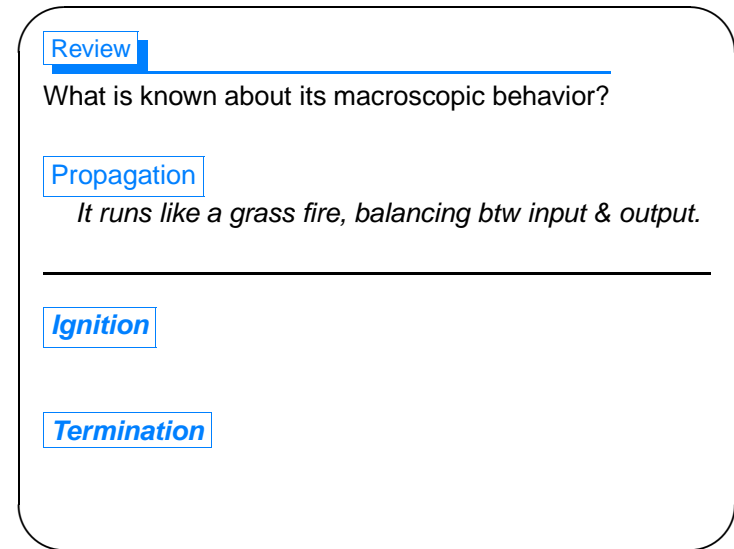 Review
What is known about its macroscopic behavior?
Propagation
It runs like a grass fire, balancing btw input & output.
Ignition
Termination